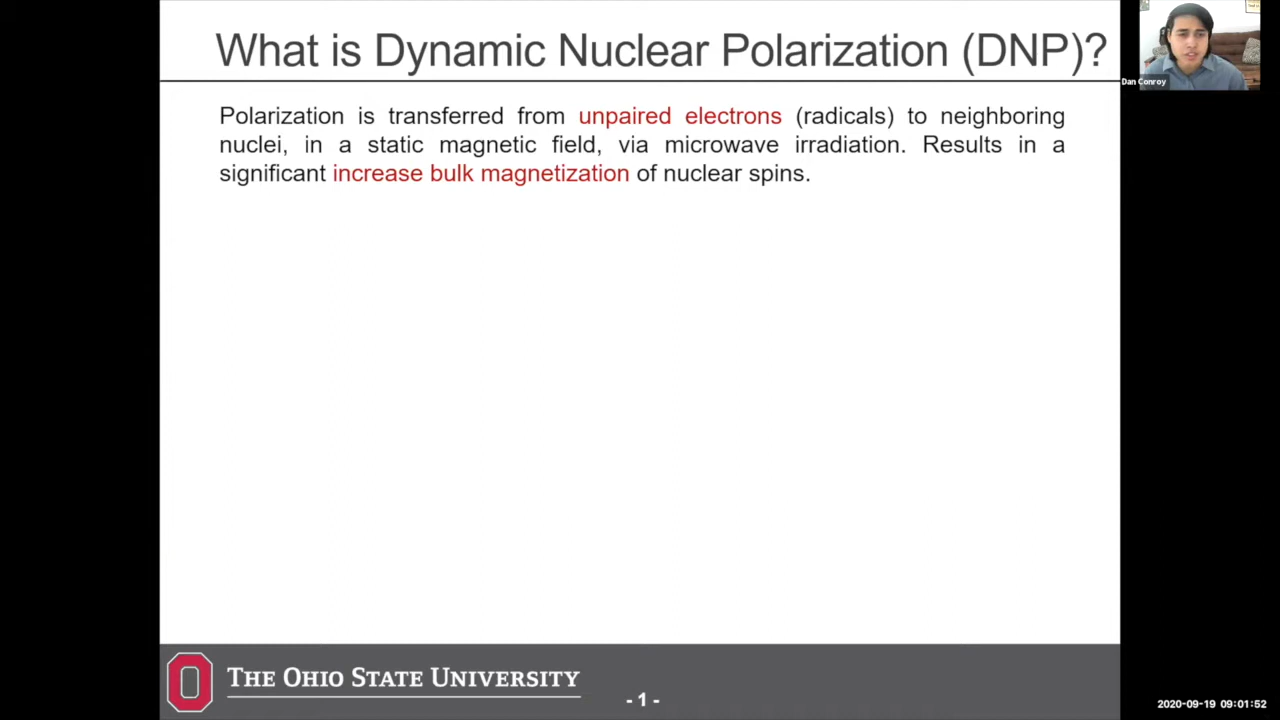 What is Dynamic Nuclear Polarization (DNP)?
Polarization is transferred from unpaired electrons (radicals) to neighboring
nuclei, in a static magnetic field, via microwave irradiation. Results in a
significant increase bulk magnetization of nuclear spins.
Dan Conroy
THE OHIO STATE UNIVERSITY
- 1 -
2020-09-19 09:01:52